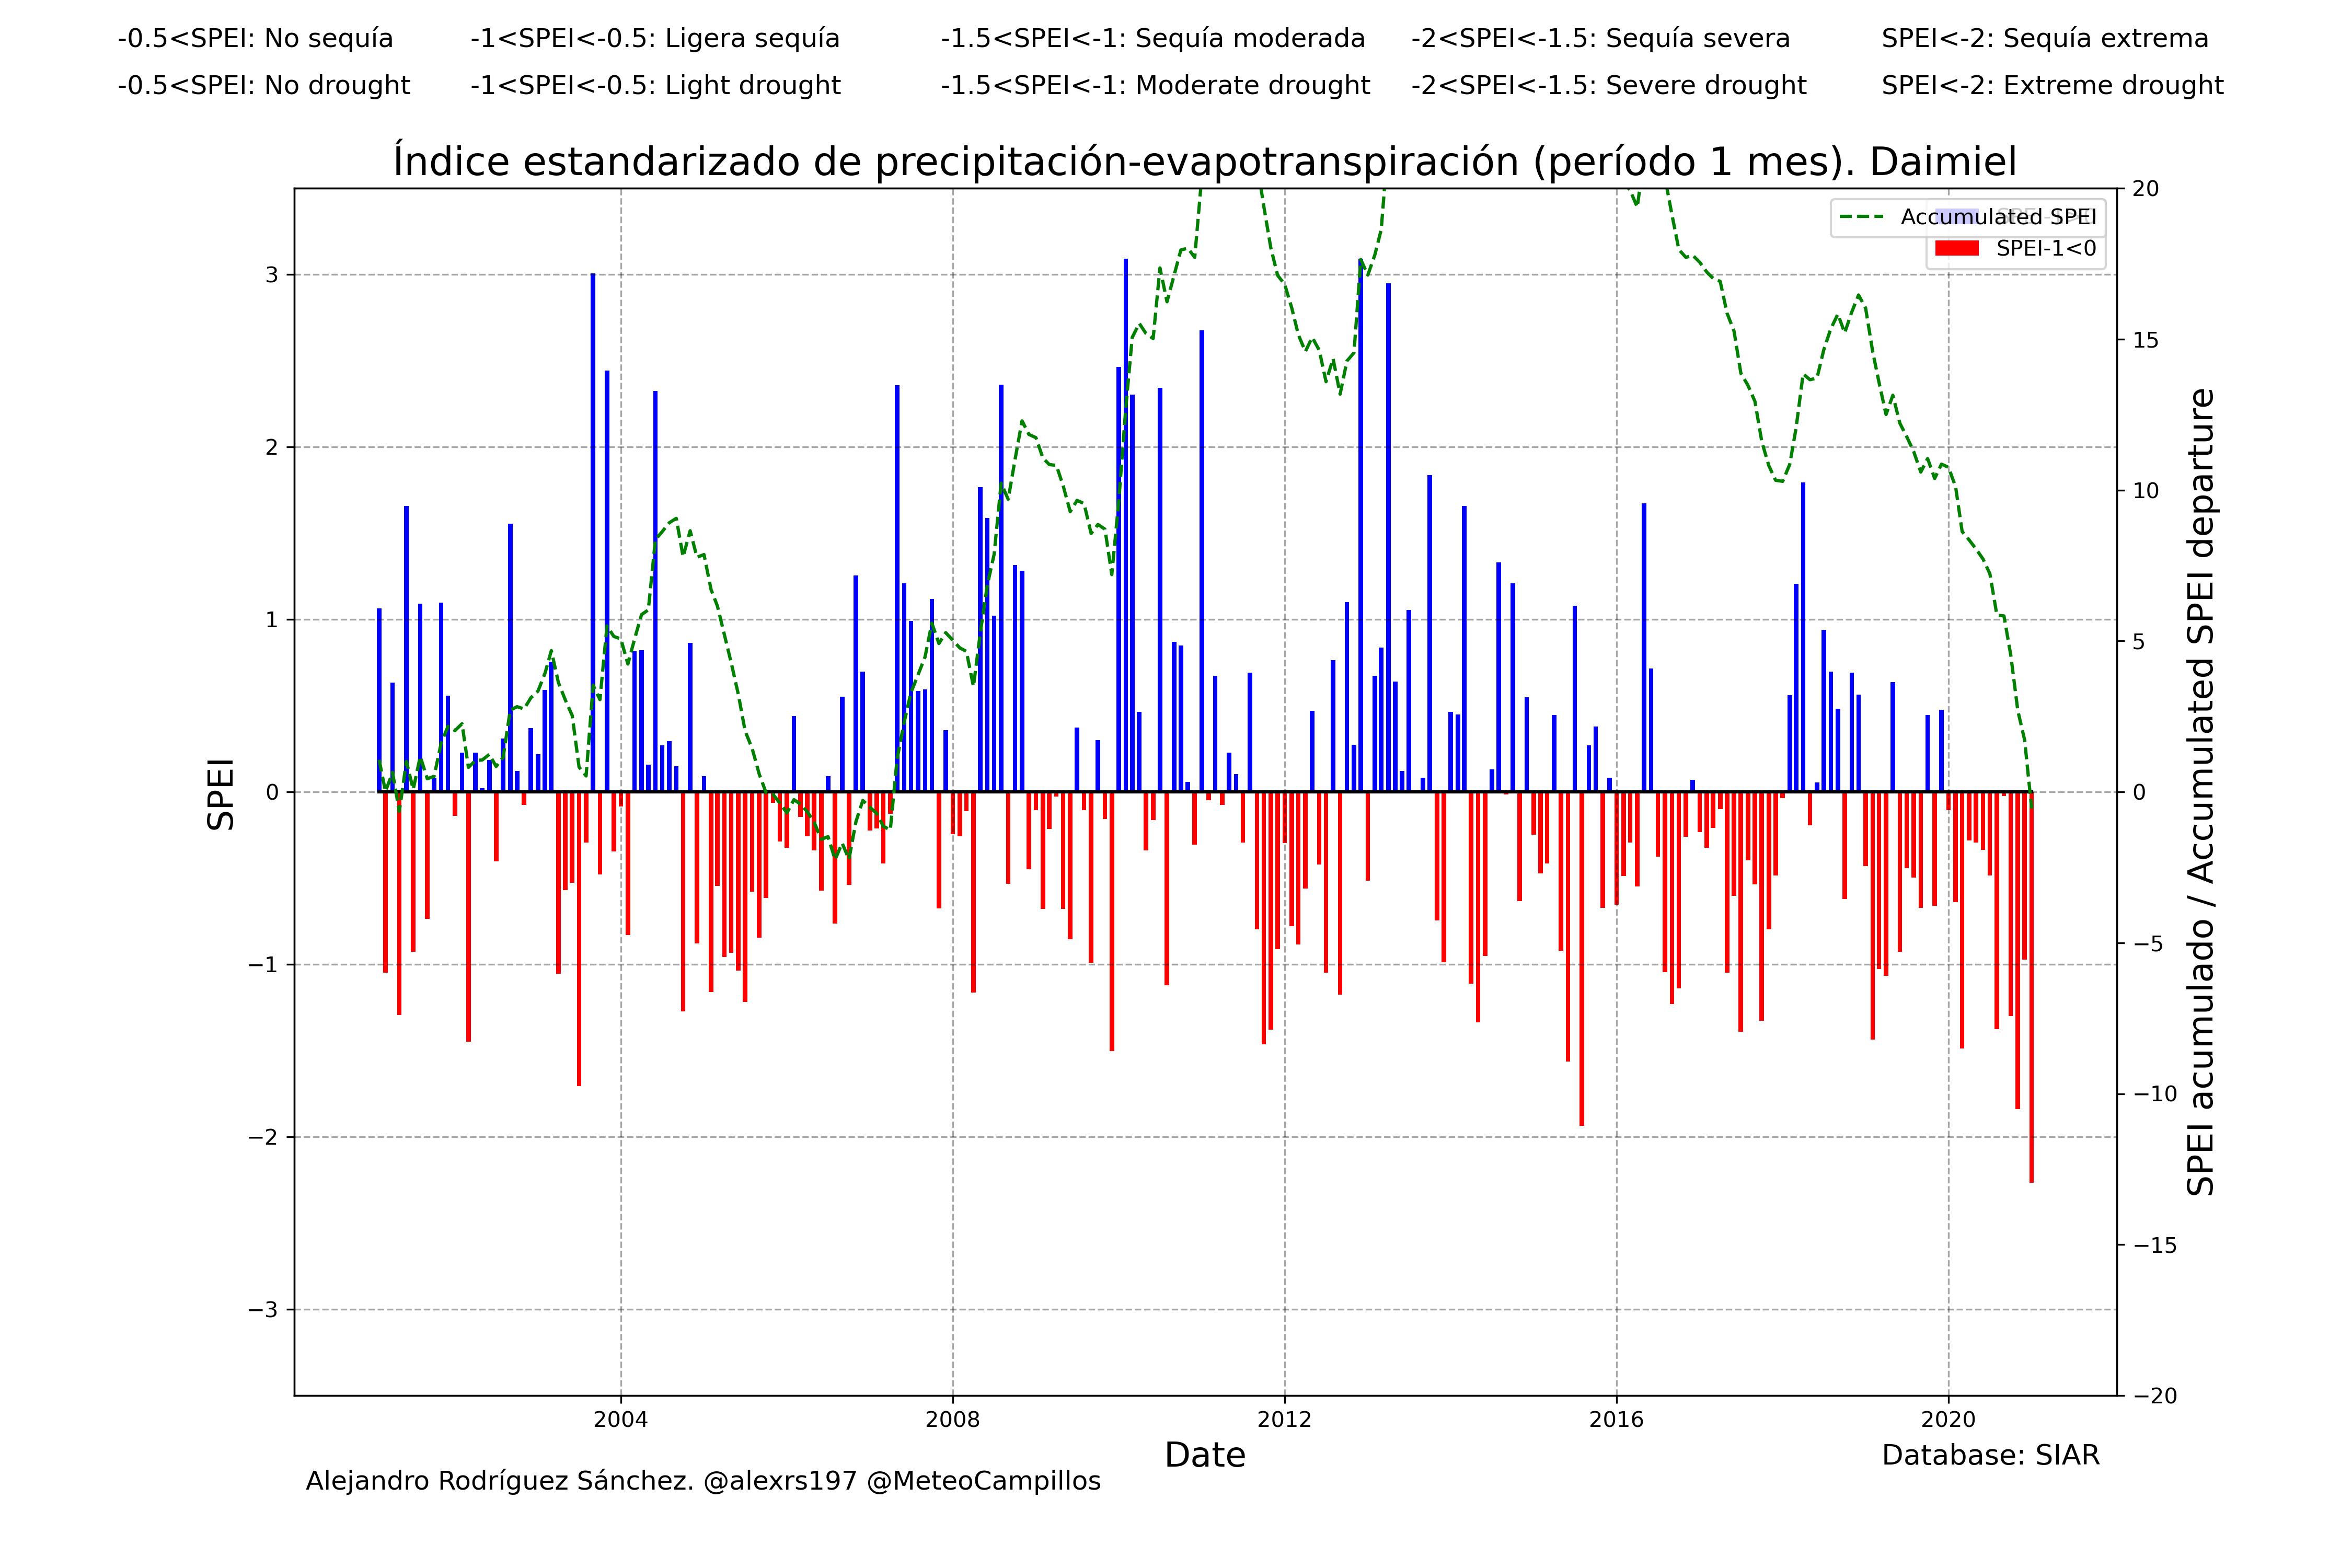 -0.5<SPEI: No sequía -1<SPEI<-0.5: Ligera sequía -1.5<SPEI<-1: Sequía moderada -2<SPEI<-1.5: Sequía severa SPEI<-2: Sequía extrema
-0.5<SPEI: No drought -1<SPEI<-0.5: Light drought -1.5<SPEI<-1: Moderate drought -2<SPEI<-1.5: Severe drought SPEI<-2: Extreme drought
Índice estandarizado de precipitación-evapotranspiración (período 1 mes). Daimiel
Accumulated SPEI
SPEI-1<0
3
2
1
0
−1
−2
−3
SPEI
20
15
10
5
0
−5
−10
−15
−20
SPEI acumulado / Accumulated SPEI departure
2004 2008 2012 2016 2020
Date
Database: SIAR
Alejandro Rodríguez Sánchez. @alexrs197 @MeteoCampillos